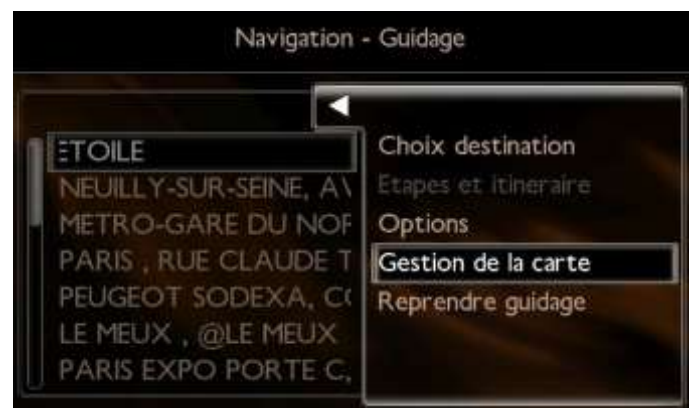 Navigation - Guidage
ETOILE
NEUILLY-SUR-SEINE,
METRO-GARE DU NOR
PARIS , RUE CLAUDE T
PEUGEOT SODEXA,
LE MEUX , @LE MEUX
PARIS EXPO PORTE C,
Choix destination
Etapes et itineraire
Options
Gestion de la carte
Reprendre guidage